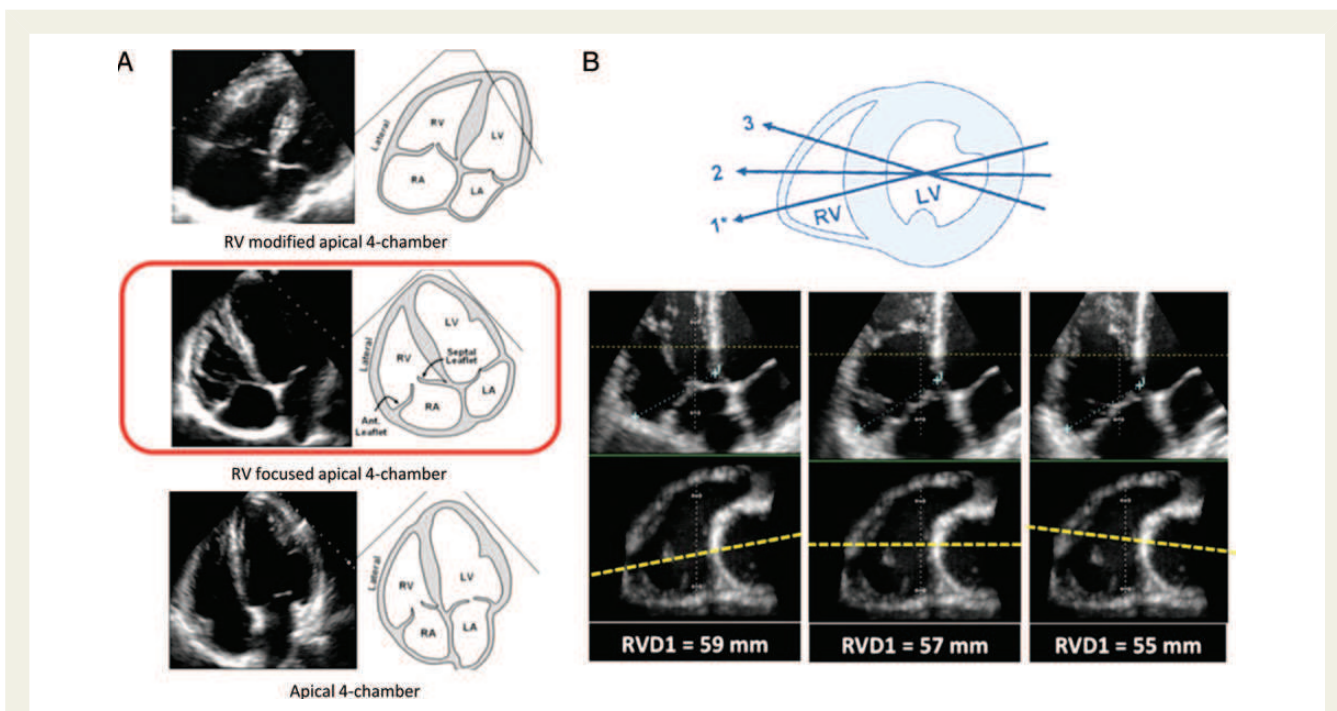 A
Lateral
RV
LV
RA
LA
RV modified apical 4-chamber
Lateral
LV
RV
Septal
Leaflet
LA
RA
Ant.
Leaflet
RV focused apical 4-chamber
Lateral
RV
LV
RA
LA
Apical 4-chamber
B
3
2
1*
RV
LV
RVD1 = 59 mm
RVD1 = 57 mm
RVD1 = 55 mm